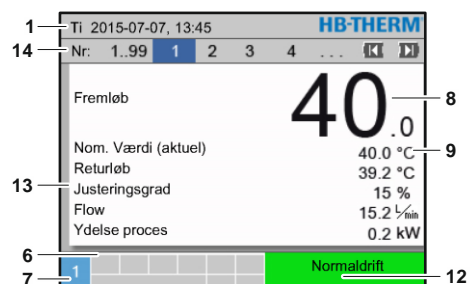 1 Ti 2015-07-07, 13:45 HB-THERM
14 Nr: 1..99 1 2 3 4 ...
Fremløb 40.0 8
Nom. Værdi (aktuel) 40.0 °C 9
Returløb 39.2 °C
13 Justeringsgrad 15 %
Flow 15.2 L/min
Ydelse proces 0.2 kW
6
7 1 Normaldrift 12